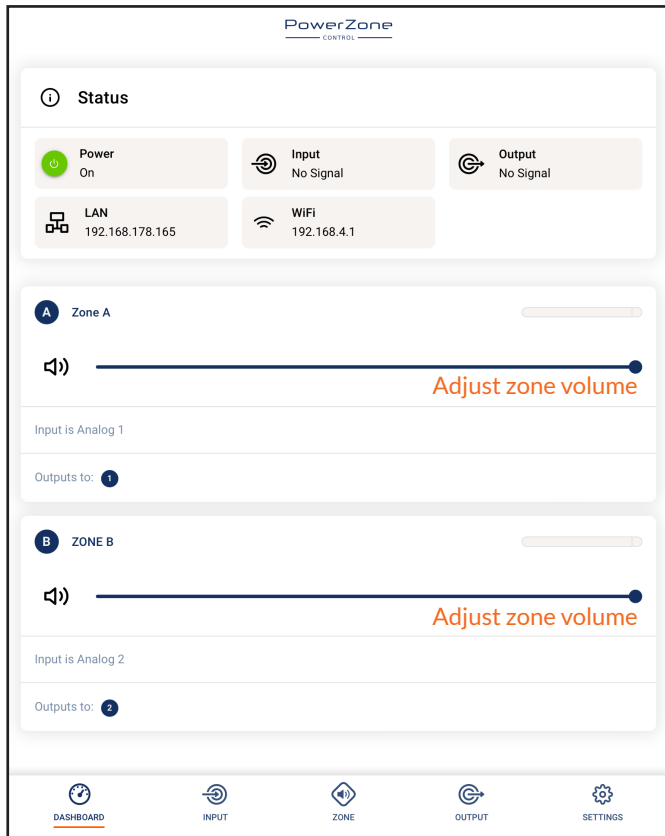 PowerZone
CONTROL
Status
Power
On
Input
No Signal
Output
No Signal
LAN
192.168.178.165
WiFi
192.168.4.1
A Zone A
Adjust zone volume
Input is Analog 1
Outputs to: 1
B ZONE B
Adjust zone volume
Input is Analog 2
Outputs to: 2
DASHBOARD
INPUT
ZONE
OUTPUT
SETTINGS